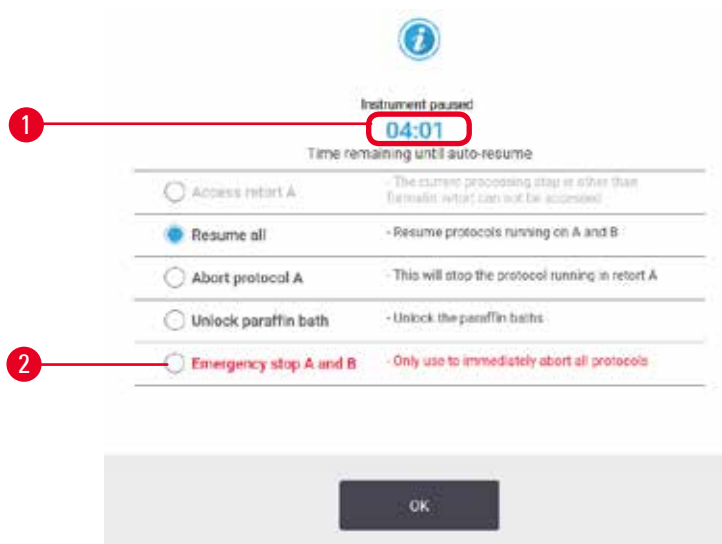 i
Instrument paused
1
04:01
Time remaining until auto-resume
Access retort A
- The current processing step is other than
formalin retort can not be accessed
Resume all
- Resume protocols running on A and B
Abort protocol A
- This will stop the protocol running in retort A
Unlock paraffin bath
- Unlock the paraffin baths
2
Emergency stop A and B
- Only use to immediately abort all protocols
OK